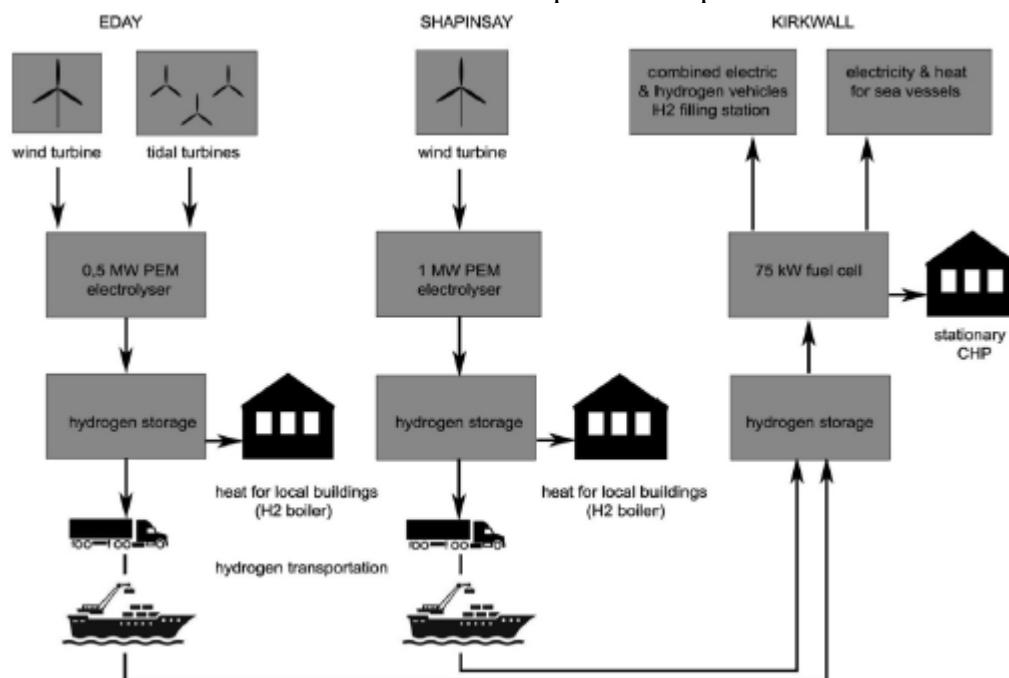 EDAY
SHAPINSAY
KIRKWALL
wind turbine
tidal turbines
wind turbine
combined electric
& hydrogen vehicles
H2 filling station
electricity & heat
for sea vessels
0,5 MW PEM
electrolyser
1 MW PEM
electrolyser
75 kW fuel cell
stationary
CHP
hydrogen storage
hydrogen storage
hydrogen storage
heat for local buildings
(H2 boiler)
heat for local buildings
(H2 boiler)
hydrogen transportation